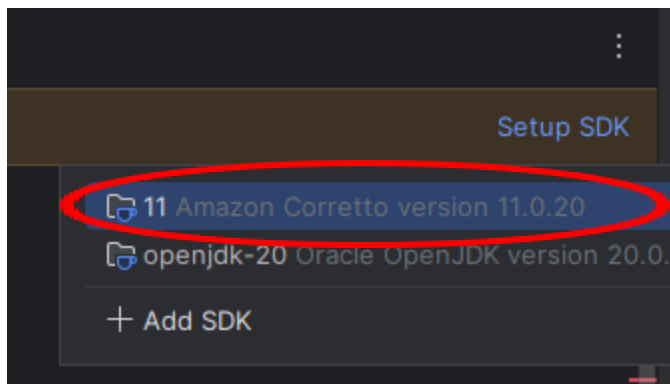 Setup SDK
11 Amazon Corretto version 11.0.20
openjdk-20 Oracle OpenJDK version 20.0.
+ Add SDK